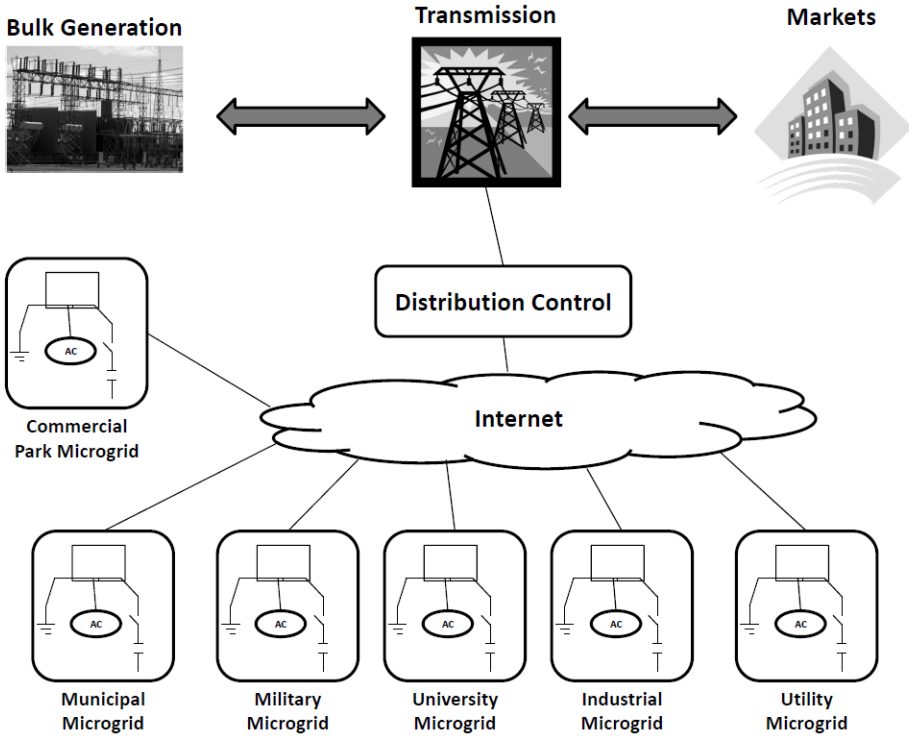 Bulk Generation
Transmission
Markets
Distribution Control
Internet
AC
Commercial
Park Microgrid
AC
AC
AC
AC
AC
Municipal
Microgrid
Military
Microgrid
University
Microgrid
Industrial
Microgrid
Utility
Microgrid